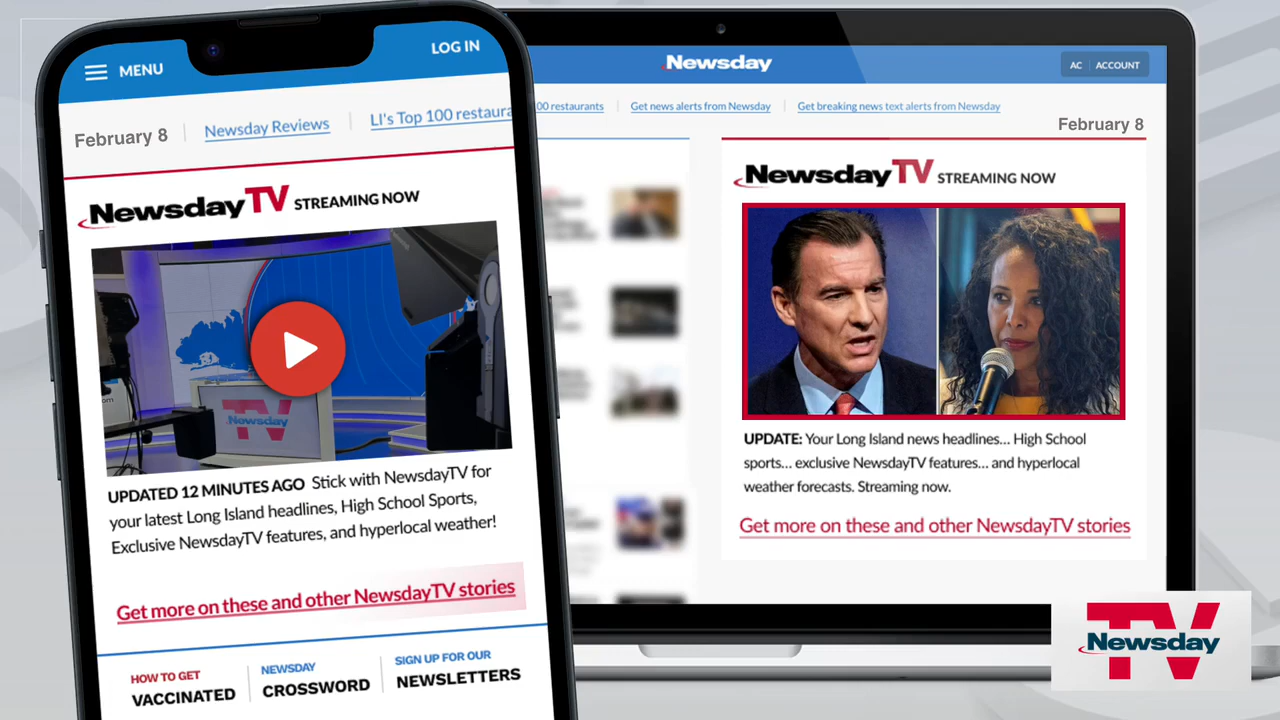 MENU
LOG IN
February 8
Newsday Reviews
LI's Top 100 restaura
NewsdayTV STREAMING NOW
TV
Newsday
UPDATED 12 MINUTES AGO Stick with NewsdayTV for
your latest Long Island headlines, High School Sports,
Exclusive NewsdayTV features, and hyperlocal weather!
Get more on these and other NewsdayTV stories
HOW TO GET
VACCINATED
NEWSDAY
CROSSWORD
SIGN UP FOR OUR
NEWSLETTERS
Newsday
AC ACCOUNT
00 restaurants
Get news alerts from Newsday
Get breaking news text alerts from Newsday
February 8
NewsdayTV STREAMING NOW
UPDATE: Your Long Island news headlines... High School
sports... exclusive NewsdayTV features... and hyperlocal
weather forecasts. Streaming now.
Get more on these and other NewsdayTV stories
TV
Newsday